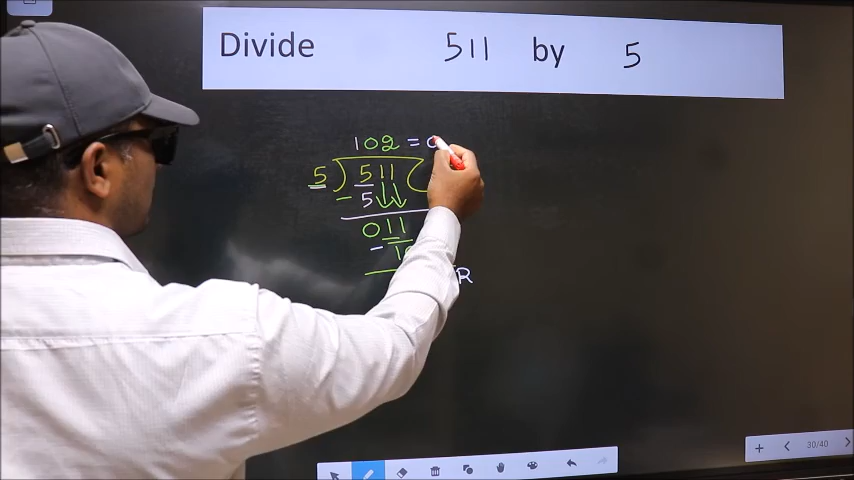 Divide 511 by 5
102 = Q
5 ) 511 (
- 5
011
- 10
R
30/40